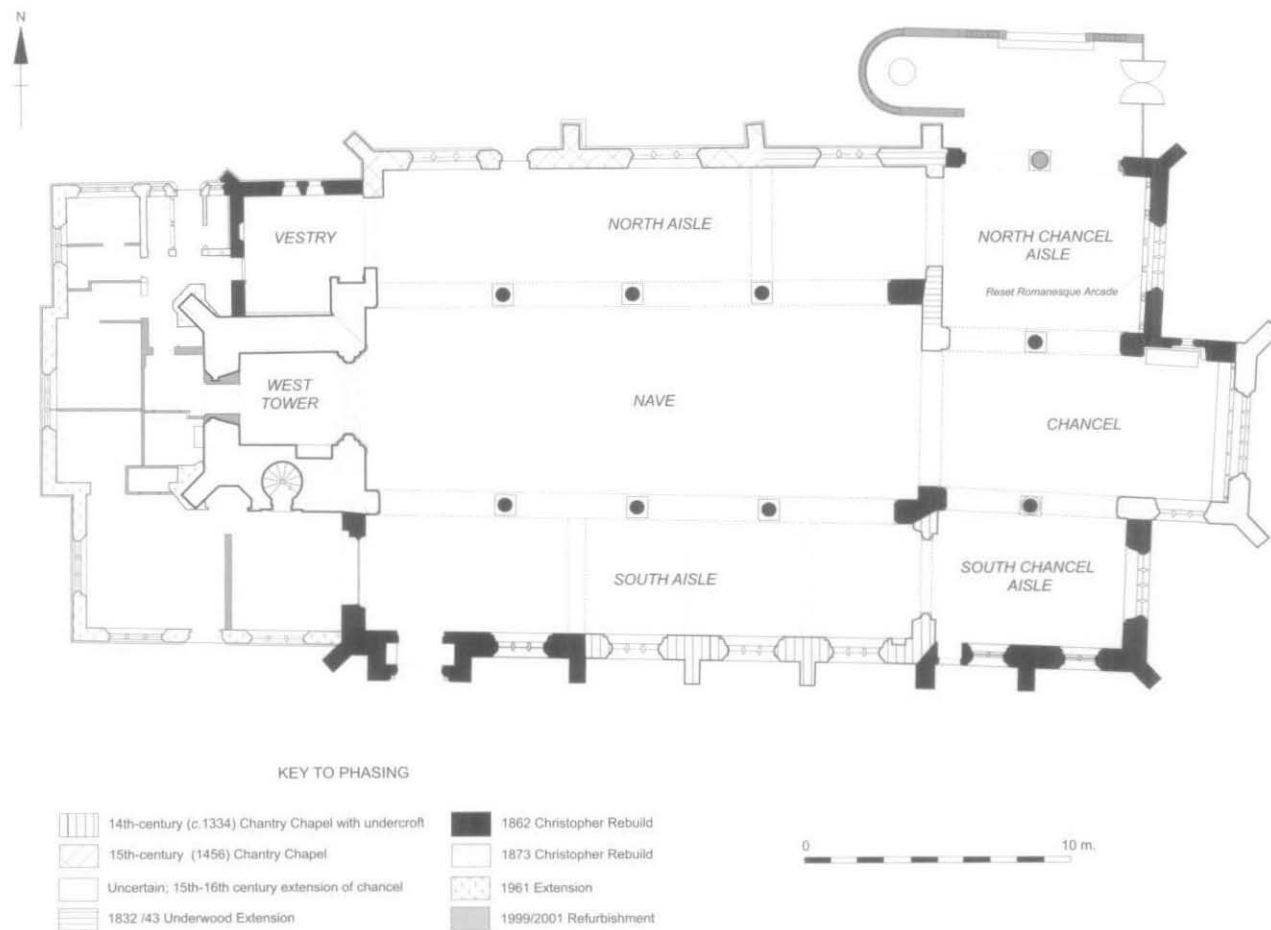 N
VESTRY
NORTH AISLE
NORTH CHANCEL
AISLE
Reset Romanesque Arcade
WEST
TOWER
NAVE
CHANCEL
SOUTH AISLE
SOUTH CHANCEL
AISLE
KEY TO PHASING
14th-century (c.1334) Chantry Chapel with undercroft
15th-century (1456) Chantry Chapel
Uncertain; 15th-16th century extension of chancel
1832 /43 Underwood Extension
1862 Christopher Rebuild
1873 Christopher Rebuild
1961 Extension
1999/2001 Refurbishment
0 10 m.